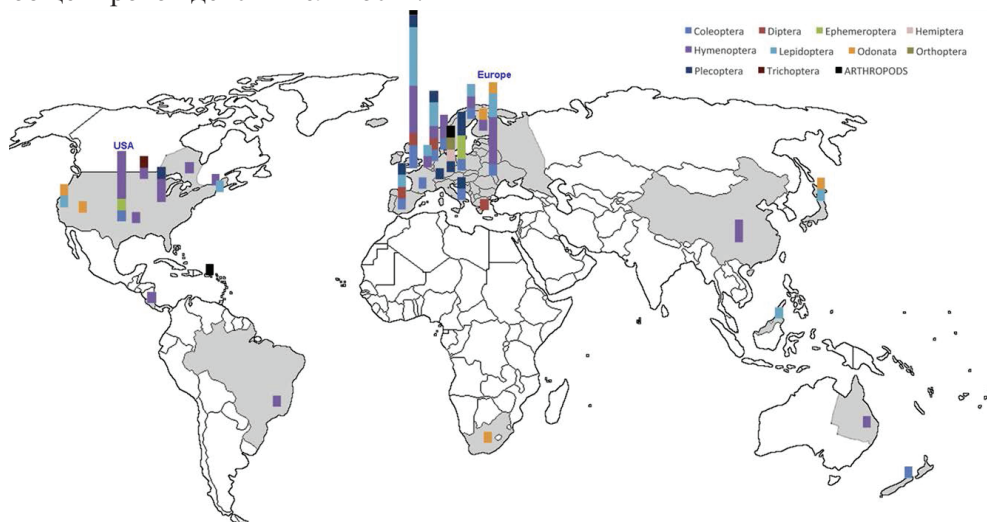 Coleoptera Diptera Ephemeroptera Hemiptera
Hymenoptera Lepidoptera Odonata Orthoptera
Plecoptera Trichoptera ARTHROPODS
Europe
USA